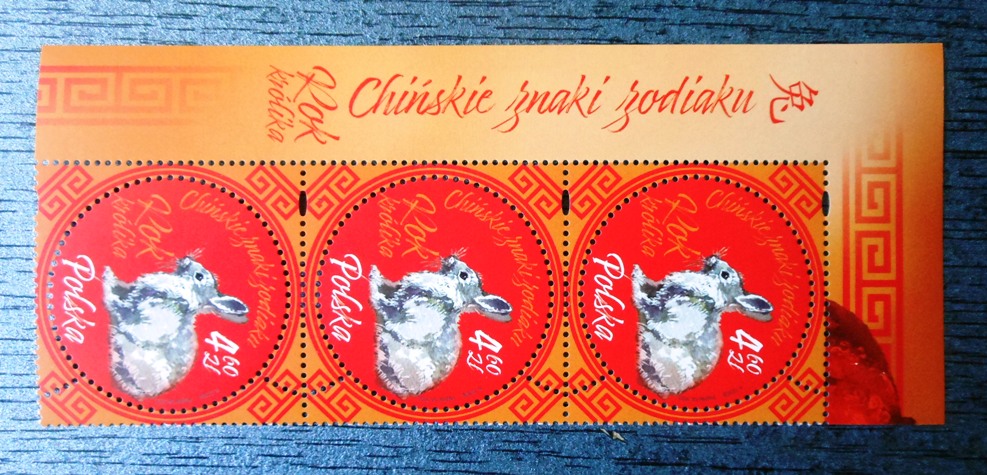 Rok
królika
Chińskie znaki zodiaku
兔
Chińskie znaki zodiaku
Rok
królika
Polska
4,60
zł
Chińskie znaki zodiaku
Rok
królika
Polska
4,60
zł
Chińskie znaki zodiaku
Rok
królika
Polska
4,60
zł